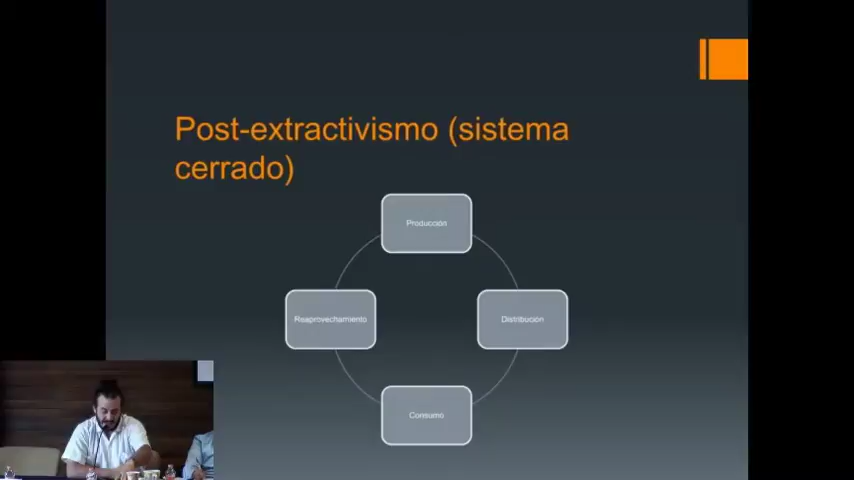 Post-extractivismo (sistema
cerrado)
Producción
Reaprovechamiento
Distribución
Consumo